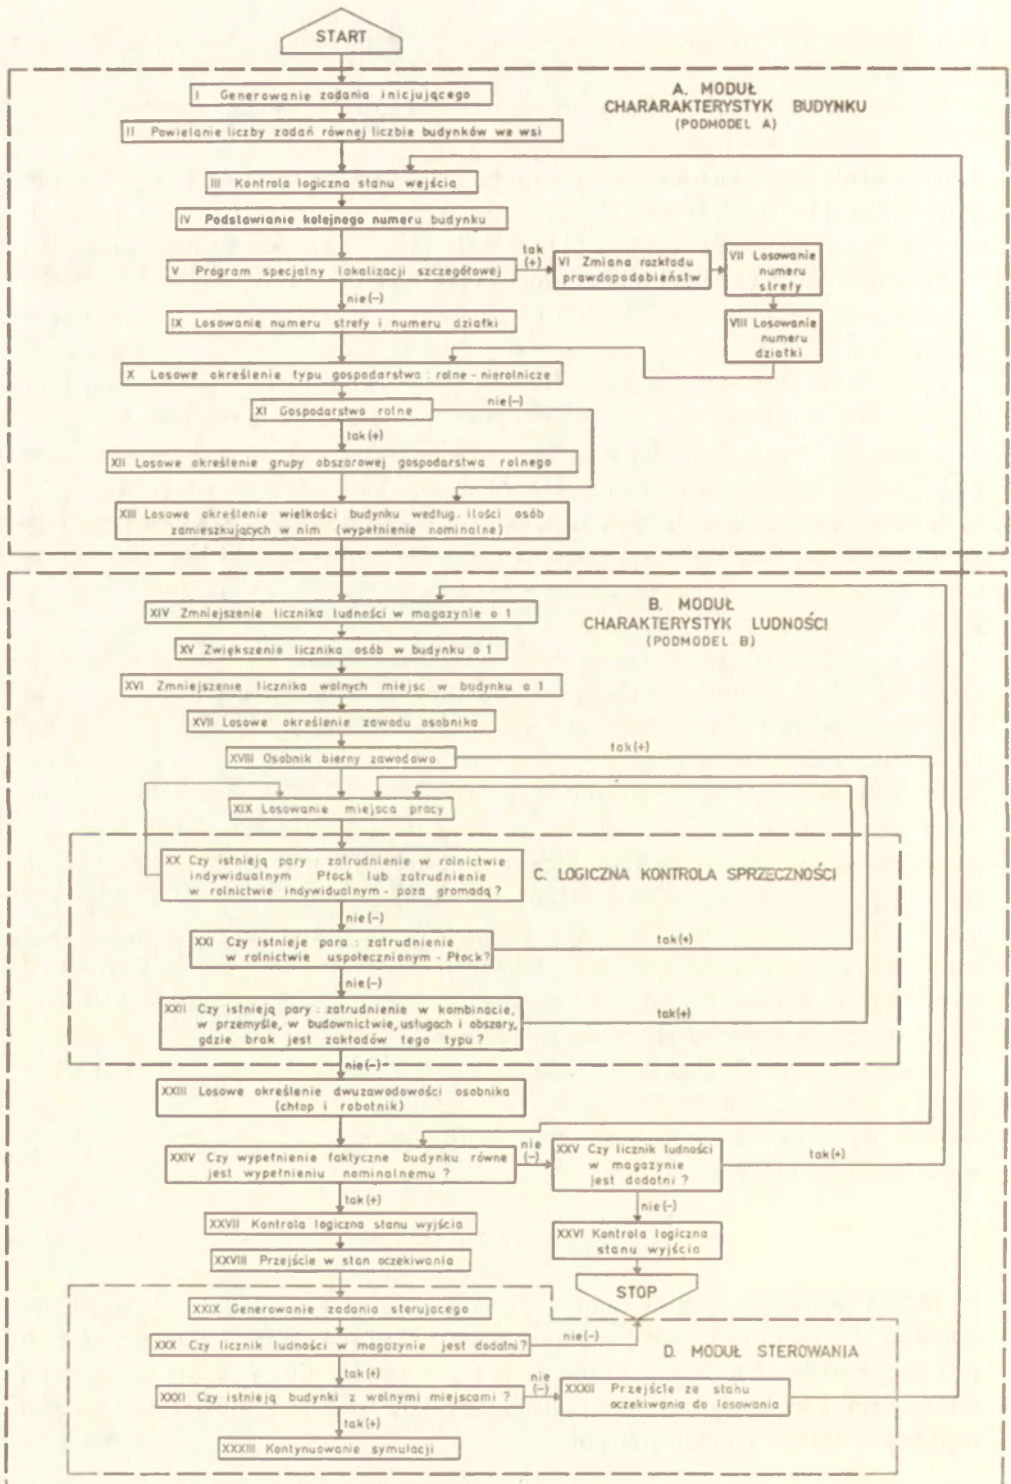 START
A. MODUŁ
CHARARAKTERYSTYK BUDYNKU
(PODMODEL A)
I Generowanie zadania inicjującego
II Powielanie liczby zadań równej liczbie budynków we wsi
III Kontrola logiczna stanu wejścia
IV Podstawianie kolejnego numeru budynku
V Program specjalny lokalizacji szczegółowej
tak
(+)
VI Zmiana rozkładu
prawdopodobieństw
VII Losowanie
numeru
strefy
nie(–)
VIII Losowanie
numeru
działki
IX Losowanie numeru strefy i numeru działki
X Losowe określenie typu gospodarstwa : rolne - nierolnicze
XI Gospodarstwo rolne
nie(–)
tak(+)
XII Losowe określenie grupy obszarowej gospodarstwa rolnego
XIII Losowe określenie wielkości budynku według. ilości osób
zamieszkujących w nim (wypełnienie nominalne)
B. MODUŁ
CHARAKTERYSTYK LUDNOŚCI
(PODMODEL B)
XIV Zmniejszenie licznika ludności w magazynie o 1
XV Zwiększenie licznika osób w budynku o 1
XVI Zmniejszenie licznika wolnych miejsc w budynku o 1
XVII Losowe określenie zawodu osobnika
XVIII Osobnik bierny zawodowo
tak(+)
XIX Losowanie miejsca pracy
XX Czy istnieją pary : zatrudnienie w rolnictwie
indywidualnym Płock lub zatrudnienie
w rolnictwie indywidualnym - poza gromadą ?
C. LOGICZNA KONTROLA SPRZECZNOŚCI
nie(–)
XXI Czy istnieje para : zatrudnienie
w rolnictwie uspołecznionym - Płock?
tak(+)
nie(–)
XXII Czy istnieją pary : zatrudnienie w kombinacie,
w przemyśle, w budownictwie, usługach i obszary,
gdzie brak jest zakładów tego typu ?
tak(+)
nie(–)
XXIII Losowe określenie dwuzawodowości osobnika
(chłop i robotnik)
XXIV Czy wypełnienie faktyczne budynku równe
jest wypełnieniu nominalnemu ?
nie
(–)
XXV Czy licznik ludności
w magazynie
jest dodatni ?
tak(+)
tak(+)
nie(–)
XXVII Kontrola logiczna stanu wyjścia
XXVI Kontrola logiczna
stanu wyjścia
XXVIII Przejście w stan oczekiwania
STOP
XXIX Generowanie zadania sterującego
XXX Czy licznik ludności w magazynie jest dodatni?
nie(–)
D. MODUŁ STEROWANIA
tak(+)
XXXI Czy istnieją budynki z wolnymi miejscami ?
nie
(–)
XXXII Przejście ze stanu
oczekiwania do losowania
tak(+)
XXXIII Kontynuowanie symulacji